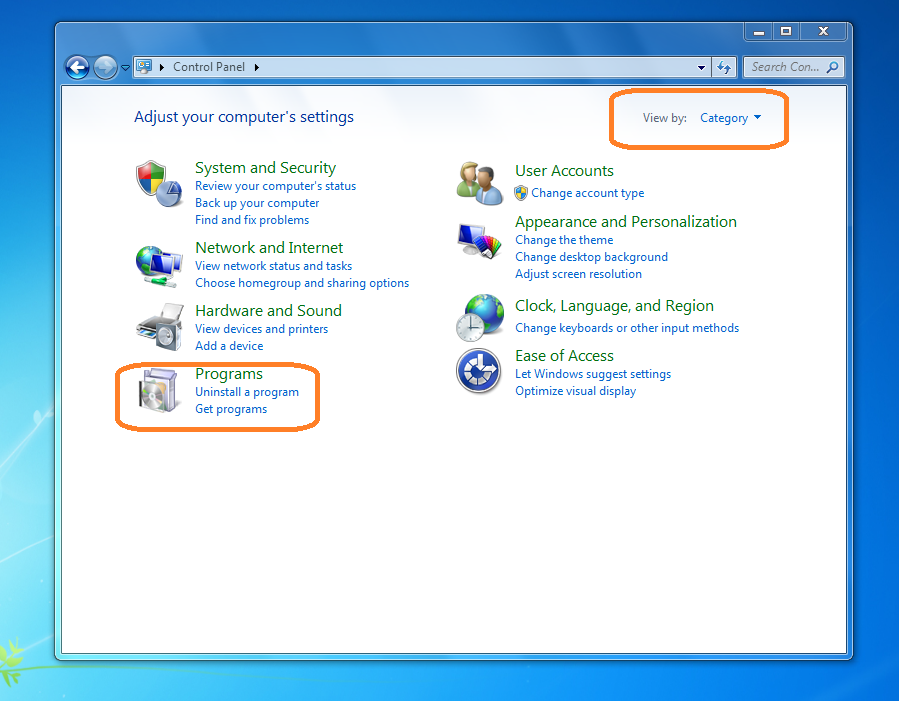 Control Panel
Search Con...
Adjust your computer's settings
View by: Category
System and Security
Review your computer's status
Back up your computer
Find and fix problems
Network and Internet
View network status and tasks
Choose homegroup and sharing options
Hardware and Sound
View devices and printers
Add a device
Programs
Uninstall a program
Get programs
User Accounts
Change account type
Appearance and Personalization
Change the theme
Change desktop background
Adjust screen resolution
Clock, Language, and Region
Change keyboards or other input methods
Ease of Access
Let Windows suggest settings
Optimize visual display